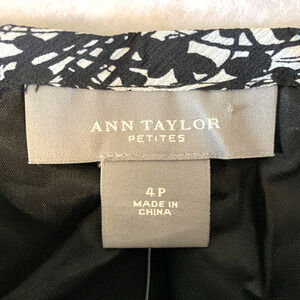 ANN TAYLOR
PETITES
4P
MADE IN
CHINA